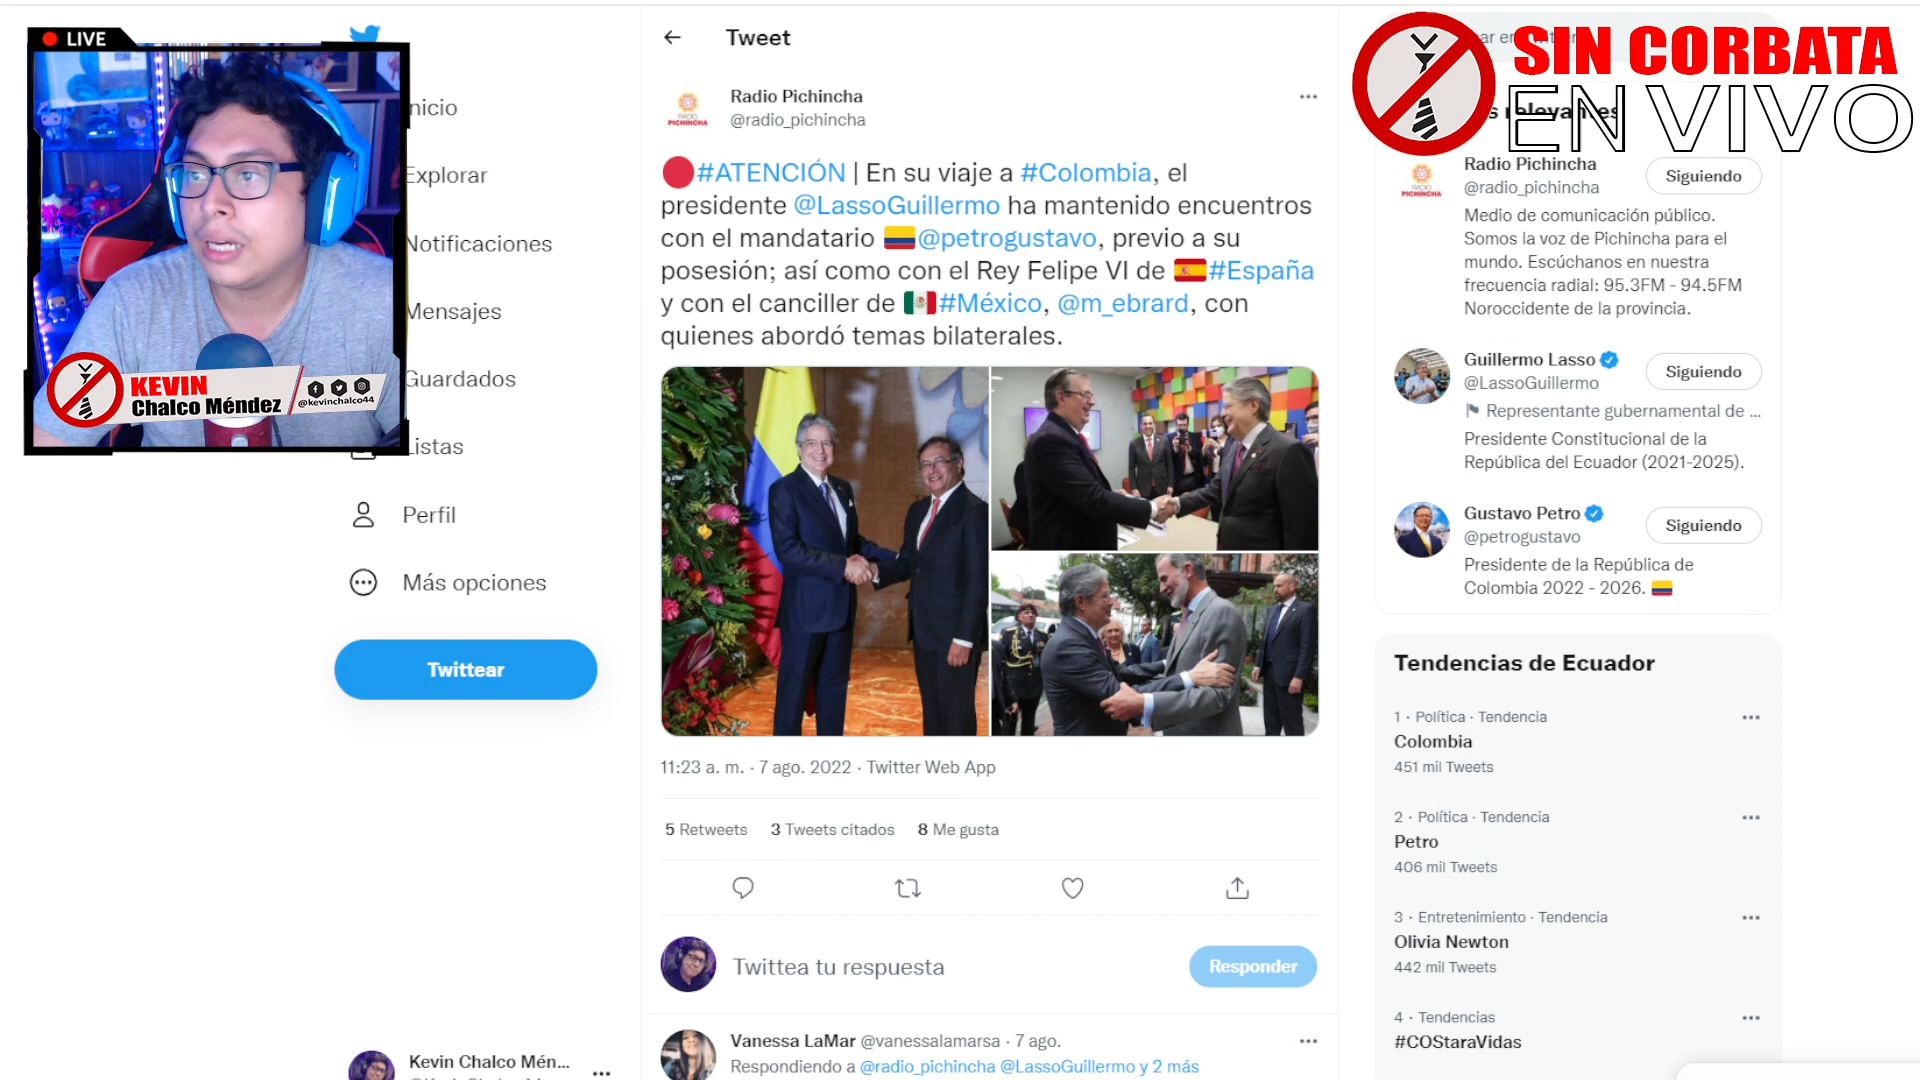 LIVE
KEVIN
Chalco Méndez
@kevinchalco44
nicio
Explorar
Notificaciones
Mensajes
Guardados
istas
Perfil
Más opciones
Twittear
Kevin Chalco Mén...
Tweet
Radio Pichincha
@radio_pichincha
RADIO
PICHINCHA
#ATENCIÓN | En su viaje a #Colombia, el
presidente @LassoGuillermo ha mantenido encuentros
con el mandatario @petrogustavo, previo a su
posesión; así como con el Rey Felipe VI de #España
y con el canciller de #México, @m_ebrard, con
quienes abordó temas bilaterales.
11:23 a. m. · 7 ago. 2022 · Twitter Web App
5 Retweets 3 Tweets citados 8 Me gusta
Twittea tu respuesta
Responder
Vanessa LaMar @vanessalamarsa · 7 ago.
Respondiendo a @radio_pichincha @LassoGuillermo y 2 más
SIN CORBATA
EN VIVO
relevantes
Radio Pichincha
@radio_pichincha
Siguiendo
RADIO
PICHINCHA
Medio de comunicación público.
Somos la voz de Pichincha para el
mundo. Escúchanos en nuestra
frecuencia radial: 95.3FM - 94.5FM
Noroccidente de la provincia.
Guillermo Lasso
@LassoGuillermo
Siguiendo
Representante gubernamental de ...
Presidente Constitucional de la
República del Ecuador (2021-2025).
Gustavo Petro
@petrogustavo
Siguiendo
Presidente de la República de
Colombia 2022 - 2026.
Tendencias de Ecuador
1 · Política · Tendencia
Colombia
451 mil Tweets
2 · Política · Tendencia
Petro
406 mil Tweets
3 · Entretenimiento · Tendencia
Olivia Newton
442 mil Tweets
4 · Tendencias
#COStaraVidas